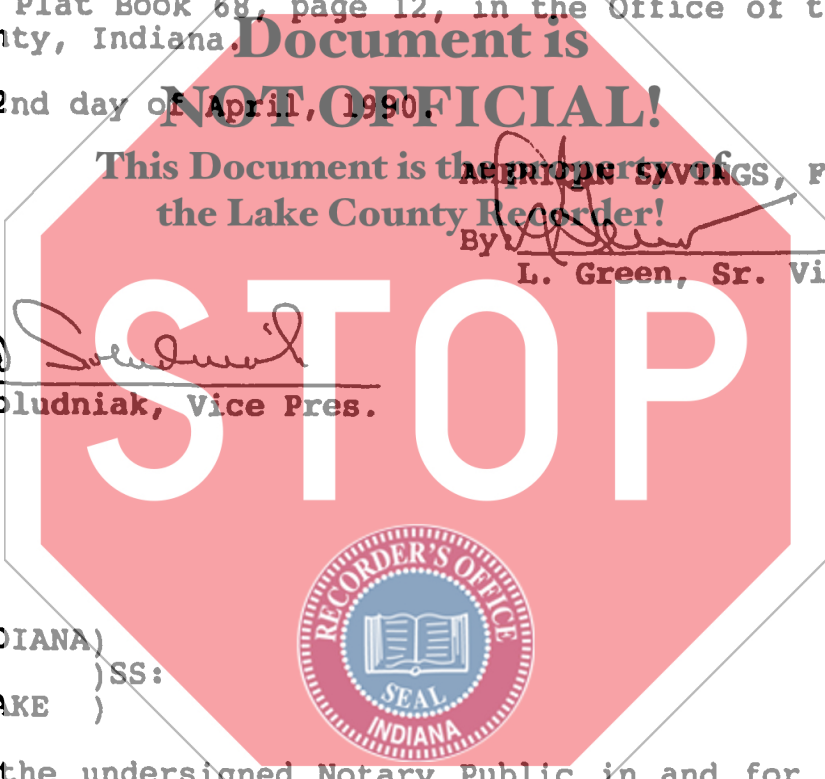 Plat Book 68, page 12, in the Office of t
nty, Indiana.
Document is
2nd day of April, 1990.
NOT OFFICIAL!
This Document is the property of
AMERICAN SAVINGS, F
the Lake County Recorder!
By:
L. Green, Sr. Vi
STOP
oludniak, Vice Pres.
RECORDER'S OFFICE
SEAL
INDIANA
DIANA)
)SS:
AKE )
the undersigned Notary Public in and for